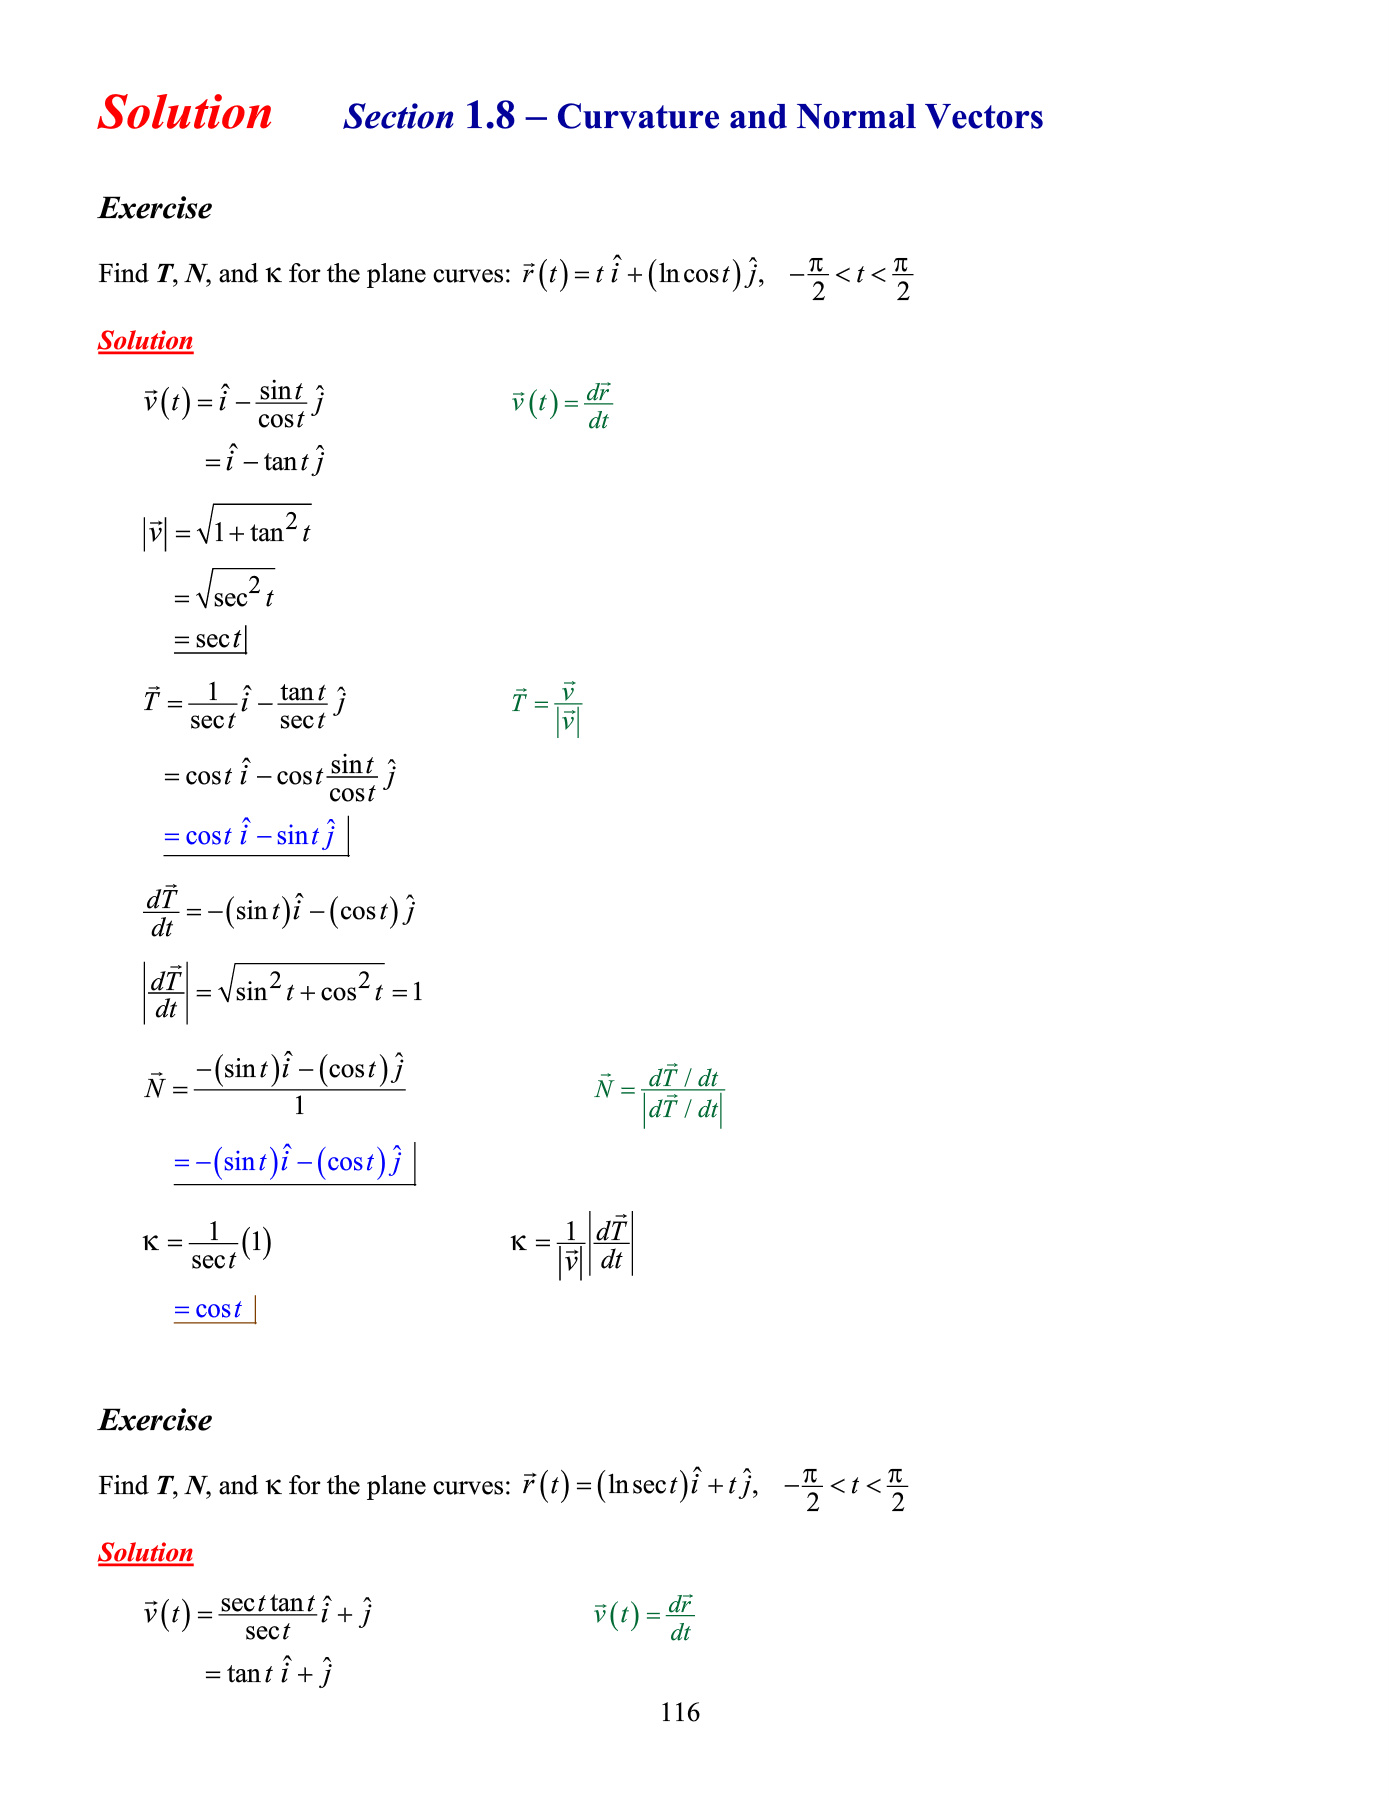 Solution Section 1.8 – Curvature and Normal Vectors
Exercise
Find T, N, and κ for the plane curves: $\vec{r}(t) = t\,\hat{i} + (\ln\cos t)\,\hat{j}, \quad -\frac{\pi}{2} < t < \frac{\pi}{2}$
Solution
$\vec{v}(t) = \hat{i} - \frac{\sin t}{\cos t}\hat{j}$ $\vec{v}(t) = \frac{d\vec{r}}{dt}$
$= \hat{i} - \tan t\,\hat{j}$
$|\vec{v}| = \sqrt{1 + \tan^2 t}$
$= \sqrt{\sec^2 t}$
$= \sec t$
$\vec{T} = \frac{1}{\sec t}\hat{i} - \frac{\tan t}{\sec t}\hat{j}$ $\vec{T} = \frac{\vec{v}}{|\vec{v}|}$
$= \cos t\,\hat{i} - \cos t\frac{\sin t}{\cos t}\hat{j}$
$= \cos t\,\hat{i} - \sin t\,\hat{j}$
$\frac{d\vec{T}}{dt} = -(\sin t)\hat{i} - (\cos t)\hat{j}$
$\left|\frac{d\vec{T}}{dt}\right| = \sqrt{\sin^2 t + \cos^2 t} = 1$
$\vec{N} = \frac{-(\sin t)\hat{i} - (\cos t)\hat{j}}{1}$ $\vec{N} = \frac{d\vec{T}/dt}{|d\vec{T}/dt|}$
$= -(\sin t)\hat{i} - (\cos t)\hat{j}$
$\kappa = \frac{1}{\sec t}(1)$ $\kappa = \frac{1}{|\vec{v}|}\left|\frac{d\vec{T}}{dt}\right|$
$= \cos t$
Exercise
Find T, N, and κ for the plane curves: $\vec{r}(t) = (\ln\sec t)\hat{i} + t\,\hat{j}, \quad -\frac{\pi}{2} < t < \frac{\pi}{2}$
Solution
$\vec{v}(t) = \frac{\sec t\tan t}{\sec t}\hat{i} + \hat{j}$ $\vec{v}(t) = \frac{d\vec{r}}{dt}$
$= \tan t\,\hat{i} + \hat{j}$
116